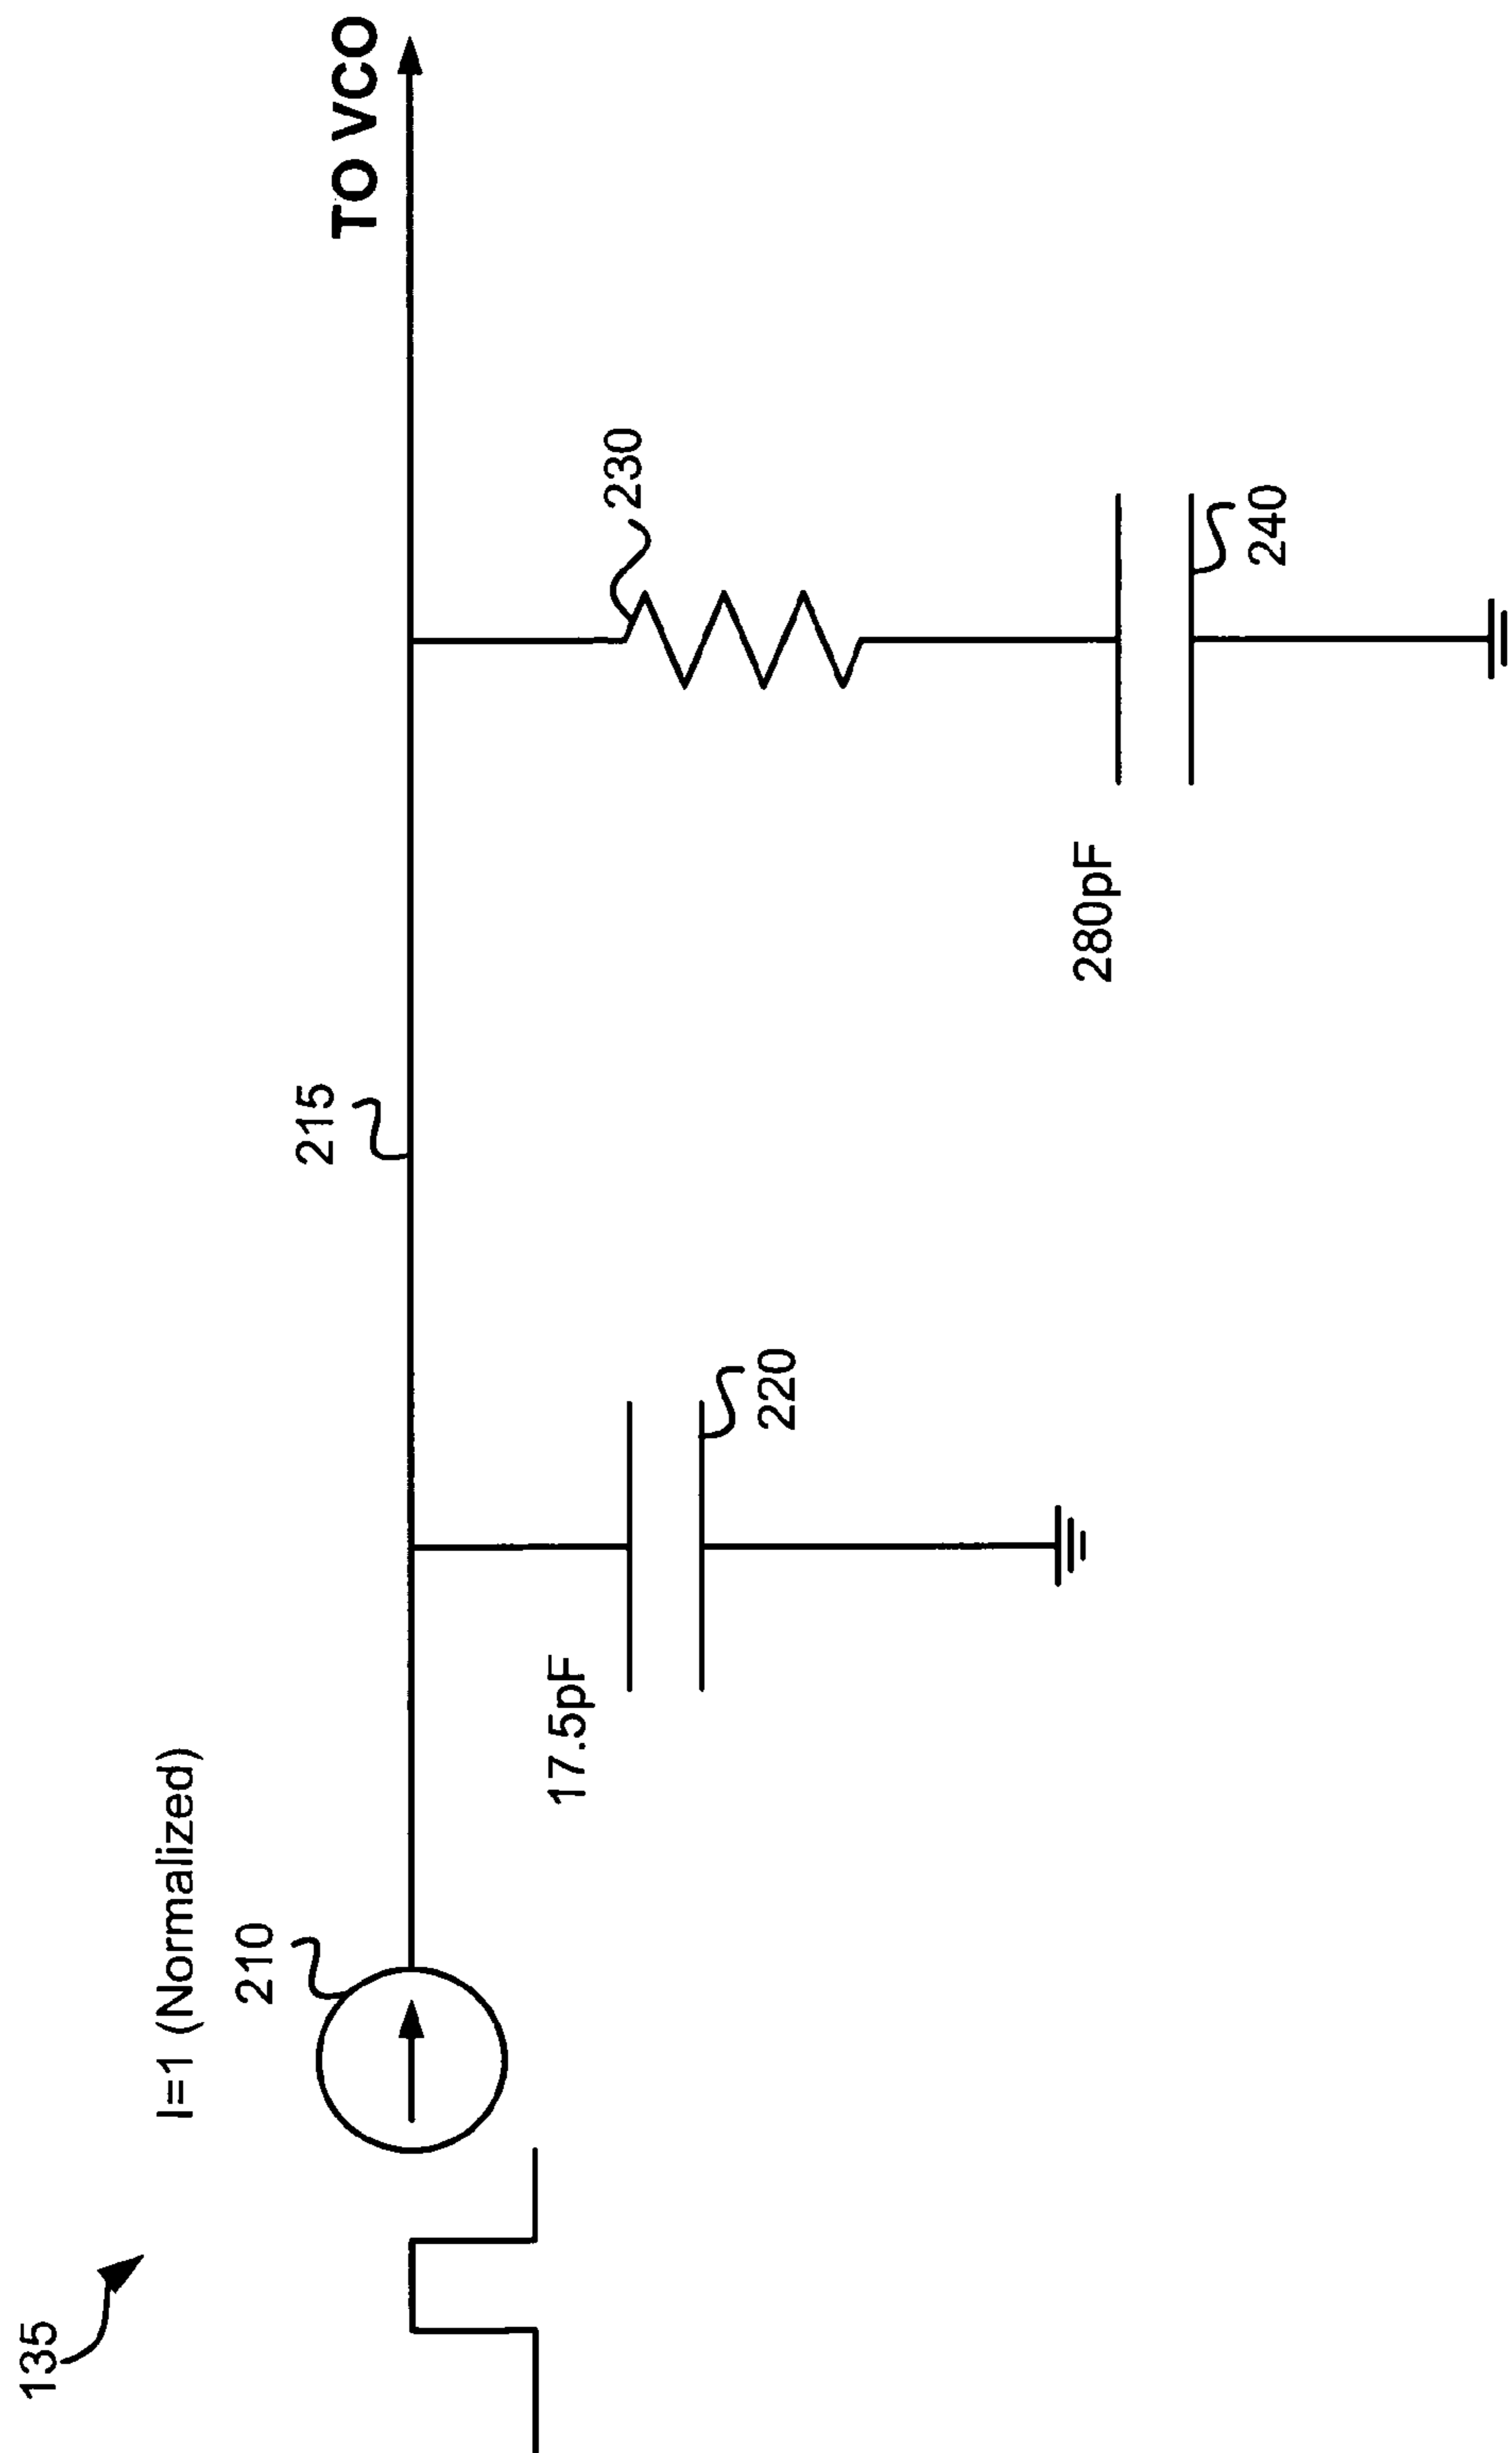 135
I=1 (Normalized)
210
17.5pF
220
215
280pF
230
240
TO VCO